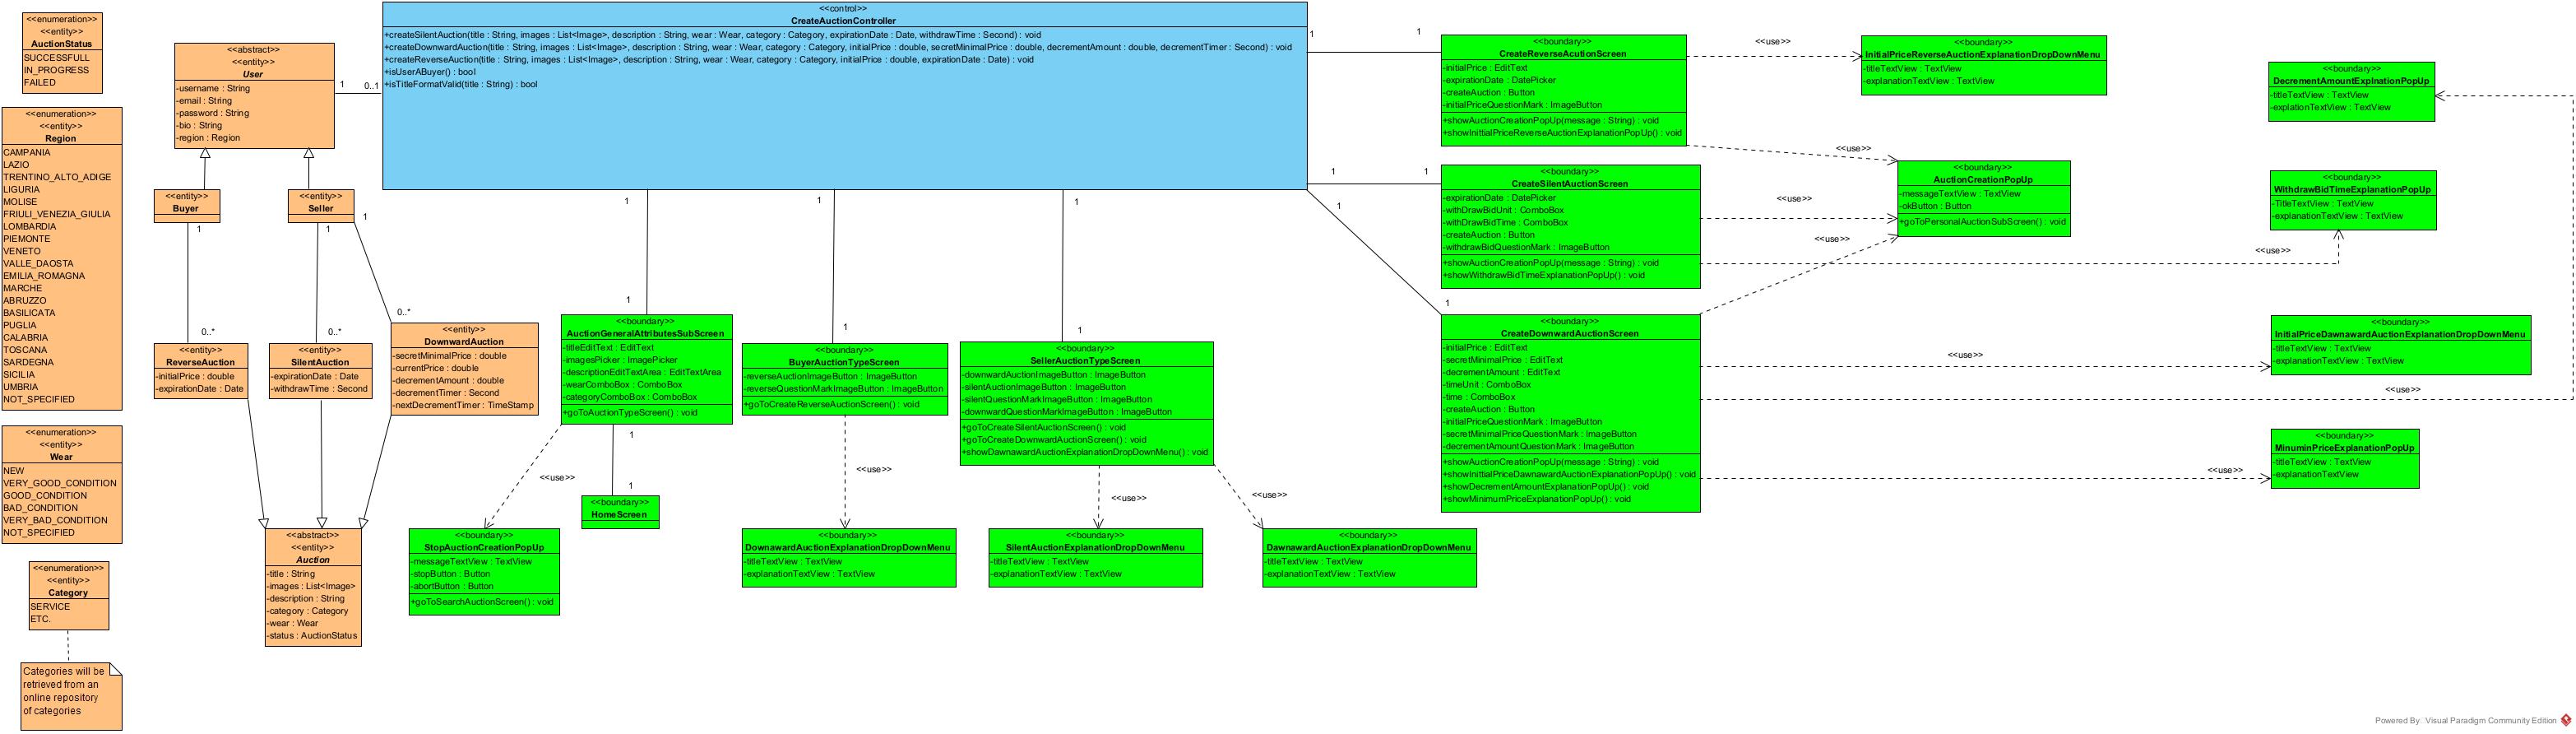 <<enumeration>>
<<entity>>
AuctionStatus
SUCCESSFULL
IN_PROGRESS
FAILED
<<enumeration>>
<<entity>>
Region
CAMPANIA
LAZIO
TRENTINO_ALTO_ADIGE
LIGURIA
MOLISE
FRIULI_VENEZIA_GIULIA
LOMBARDIA
PIEMONTE
VENETO
VALLE_DAOSTA
EMILIA_ROMAGNA
MARCHE
ABRUZZO
BASILICATA
PUGLIA
CALABRIA
TOSCANA
SARDEGNA
SICILIA
UMBRIA
NOT_SPECIFIED
<<enumeration>>
<<entity>>
Wear
NEW
VERY_GOOD_CONDITION
GOOD_CONDITION
BAD_CONDITION
VERY_BAD_CONDITION
NOT_SPECIFIED
<<enumeration>>
<<entity>>
Category
SERVICE
ETC.
Categories will be
retrieved from an
online repository
of categories
<<abstract>>
<<entity>>
User
-username : String
-email : String
-password : String
-bio : String
-region : Region
1
0..1
<<entity>>
Buyer
1
<<entity>>
Seller
1
1
0..*
0..*
0..*
<<entity>>
ReverseAuction
-initialPrice : double
-expirationDate : Date
<<entity>>
SilentAuction
-expirationDate : Date
-withdrawTime : Second
<<entity>>
DownwardAuction
-secretMinimalPrice : double
-currentPrice : double
-decrementAmount : double
-decrementTimer : Second
-nextDecrementTimer : TimeStamp
<<abstract>>
<<entity>>
Auction
-title : String
-images : List<Image>
-description : String
-category : Category
-wear : Wear
-status : AuctionStatus
<<control>>
CreateAuctionController
+createSilentAuction(title : String, images : List<Image>, description : String, wear : Wear, category : Category, expirationDate : Date, withdrawTime : Second) : void
+createDownwardAuction(title : String, images : List<Image>, description : String, wear : Wear, category : Category, initialPrice : double, secretMinimalPrice : double, decrementAmount : double, decrementTimer : Second) : void
+createReverseAuction(title : String, images : List<Image>, description : String, wear : Wear, category : Category, initialPrice : double, expirationDate : Date) : void
+isUserABuyer() : bool
+isTitleFormatValid(title : String) : bool
1
1
1
1
1
1
1
1
1
1
1
1
<<boundary>>
AuctionGeneralAttributesSubScreen
-titleEditText : EditText
-imagesPicker : ImagePicker
-descriptionEditTextArea : EditTextArea
-wearComboBox : ComboBox
-categoryComboBox : ComboBox
+goToAuctionTypeScreen() : void
1
1
<<use>>
<<boundary>>
HomeScreen
<<boundary>>
StopAuctionCreationPopUp
-messageTextView : TextView
-stopButton : Button
-abortButton : Button
+goToSearchAuctionScreen() : void
<<boundary>>
BuyerAuctionTypeScreen
-reverseAuctionImageButton : ImageButton
-reverseQuestionMarkImageButton : ImageButton
+goToCreateReverseAuctionScreen() : void
<<use>>
<<boundary>>
DownawardAuctionExplanationDropDownMenu
-titleTextView : TextView
-explanationTextView : TextView
<<boundary>>
SellerAuctionTypeScreen
-downwardAuctionImageButton : ImageButton
-silentAuctionImageButton : ImageButton
-silentQuestionMarkImageButton : ImageButton
-downwardQuestionMarkImageButton : ImageButton
+goToCreateSilentAuctionScreen() : void
+goToCreateDownwardAuctionScreen() : void
+showDawnawardAuctionExplanationDropDownMenu() : void
<<use>>
<<use>>
<<boundary>>
SilentAuctionExplanationDropDownMenu
-titleTextView : TextView
-explanationTextView : TextView
<<boundary>>
DawnawardAuctionExplanationDropDownMenu
-titleTextView : TextView
-explanationTextView : TextView
<<boundary>>
CreateReverseAcutionScreen
-initialPrice : EditText
-expirationDate : DatePicker
-createAuction : Button
-initialPriceQuestionMark : ImageButton
+showAuctionCreationPopUp(message : String) : void
+showInittialPriceReverseAuctionExplanationPopUp() : void
<<use>>
<<use>>
<<boundary>>
CreateSilentAuctionScreen
-expirationDate : DatePicker
-withDrawBidUnit : ComboBox
-withDrawBidTime : ComboBox
-createAuction : Button
-withdrawBidQuestionMark : ImageButton
+showAuctionCreationPopUp(message : String) : void
+showWithdrawBidTimeExplanationPopUp() : void
<<use>>
<<use>>
<<use>>
<<boundary>>
CreateDownwardAuctionScreen
-initialPrice : EditText
-secretMinimalPrice : EditText
-decrementAmount : EditText
-timeUnit : ComboBox
-time : ComboBox
-createAuction : Button
-initialPriceQuestionMark : ImageButton
-secretMinimalPriceQuestionMark : ImageButton
-decrementAmountQuestionMark : ImageButton
+showAuctionCreationPopUp(message : String) : void
+showInittialPriceDawnawardAuctionExplanationPopUp() : void
+showDecrementAmountExplanationPopUp() : void
+showMinimumPriceExplanationPopUp() : void
<<use>>
<<use>>
<<use>>
<<boundary>>
InitialPriceReverseAuctionExplanationDropDownMenu
-titleTextView : TextView
-explanationTextView : TextView
<<boundary>>
AuctionCreationPopUp
-messageTextView : TextView
-okButton : Button
+goToPersonalAuctionSubScreen() : void
<<boundary>>
DecrementAmountExplnationPopUp
-titleTextView : TextView
-explationTextView : TextView
<<boundary>>
WithdrawBidTimeExplanationPopUp
-TitleTextView : TextView
-explanationTextView : TextView
<<boundary>>
InitialPriceDawnawardAuctionExplanationDropDownMenu
-titleTextView : TextView
-explanationTextView : TextView
<<boundary>>
MinuminPriceExplanationPopUp
-titleTextView : TextView
-explanationTextView
Powered By Visual Paradigm Community Edition